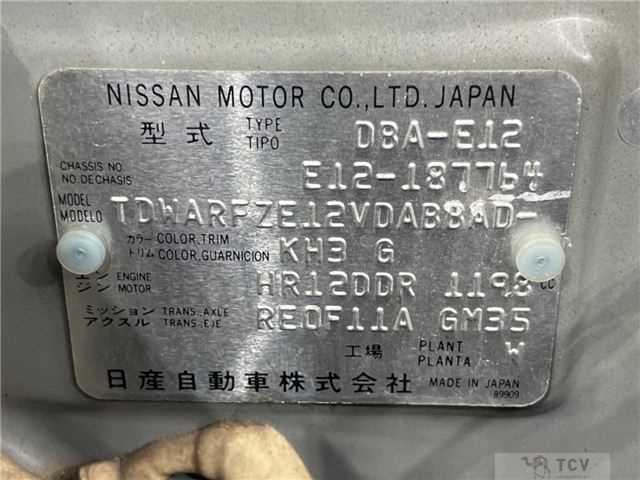 NISSAN MOTOR CO.,LTD. JAPAN
型式 TYPE TIPO DBA-E12
CHASSIS NO. NO. DECHASIS E12-187764
MODEL MODELO TDWARFZE12VDAB8AD-
カラー COLOR, TRIM トリム COLOR, GUARNICION KH3 G
エンジン ENGINE MOTOR HR12DDR 1198 CC
ミッション TRANS., AXLE アクスル TRANS., EJE RE0F11A GM35
工場 PLANT PLANTA W
日産自動車株式会社 MADE IN JAPAN
89909
TCV